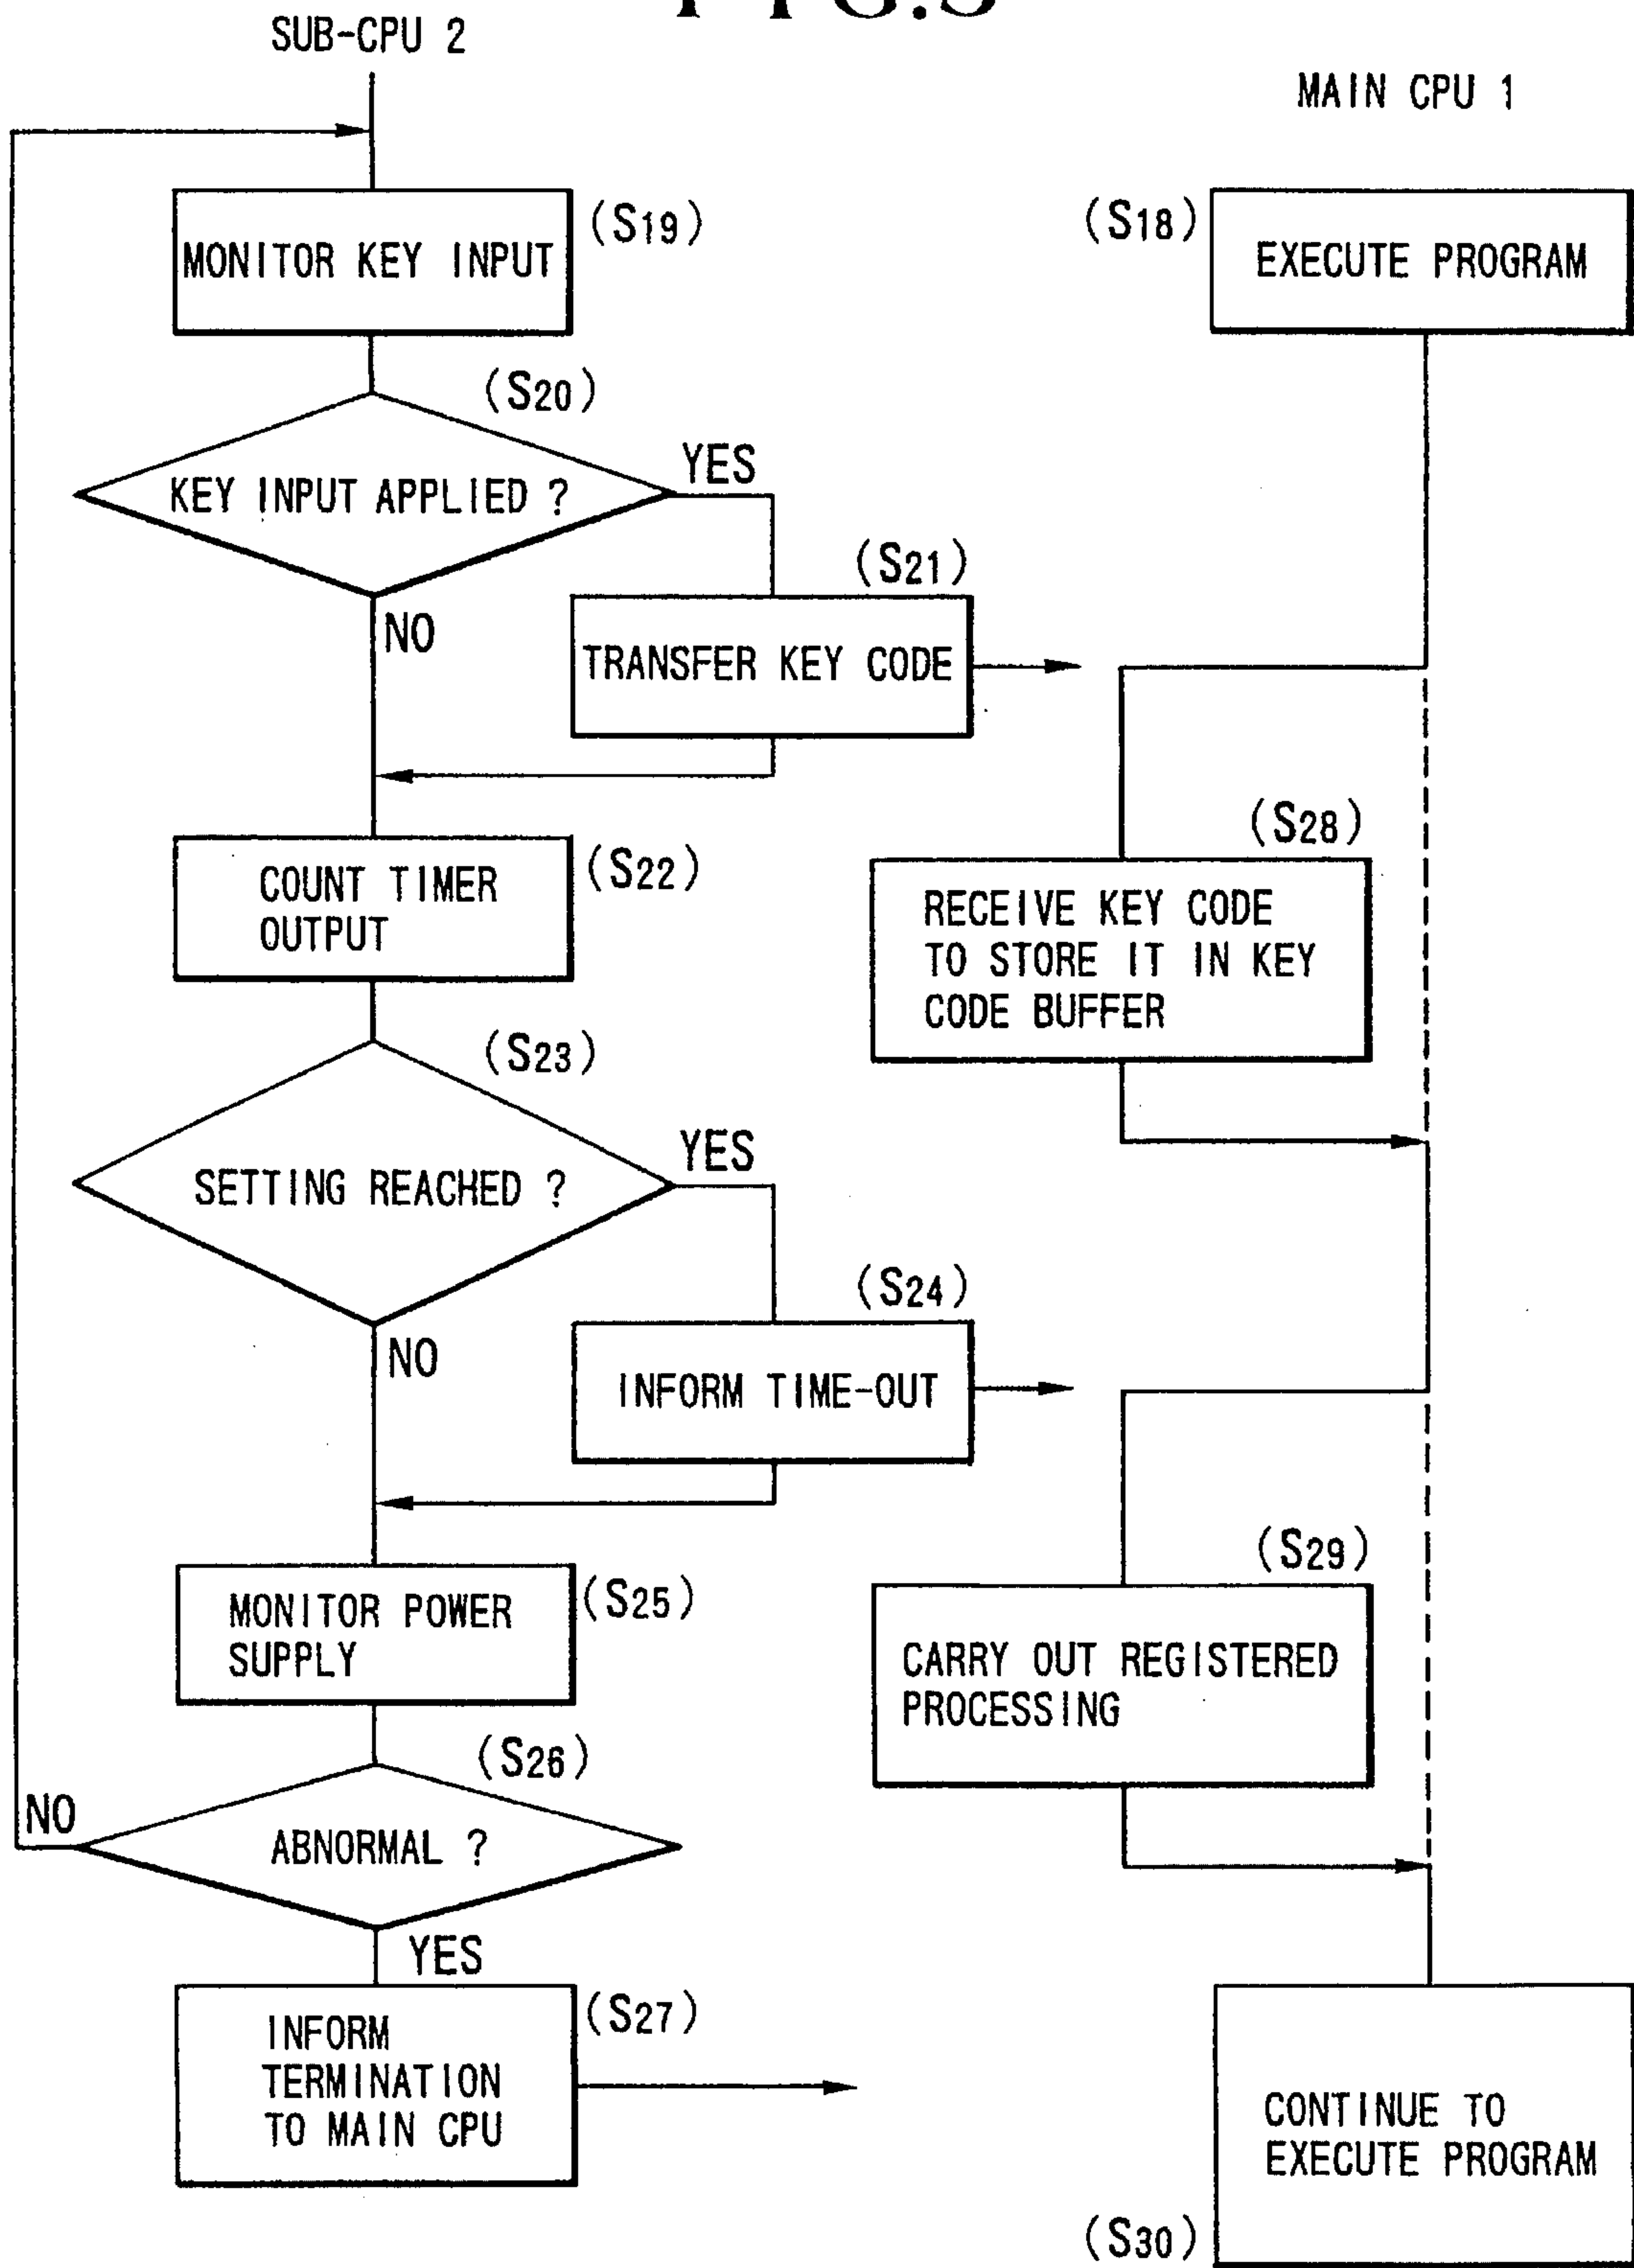 SUB-CPU 2
MAIN CPU 1
MONITOR KEY INPUT
(S19)
(S18)
EXECUTE PROGRAM
(S20)
KEY INPUT APPLIED ?
YES
NO
(S21)
TRANSFER KEY CODE
COUNT TIMER
OUTPUT
(S22)
(S28)
RECEIVE KEY CODE
TO STORE IT IN KEY
CODE BUFFER
(S23)
SETTING REACHED ?
YES
NO
(S24)
INFORM TIME-OUT
MONITOR POWER
SUPPLY
(S25)
(S29)
CARRY OUT REGISTERED
PROCESSING
(S26)
ABNORMAL ?
NO
YES
INFORM
TERMINATION
TO MAIN CPU
(S27)
CONTINUE TO
EXECUTE PROGRAM
(S30)